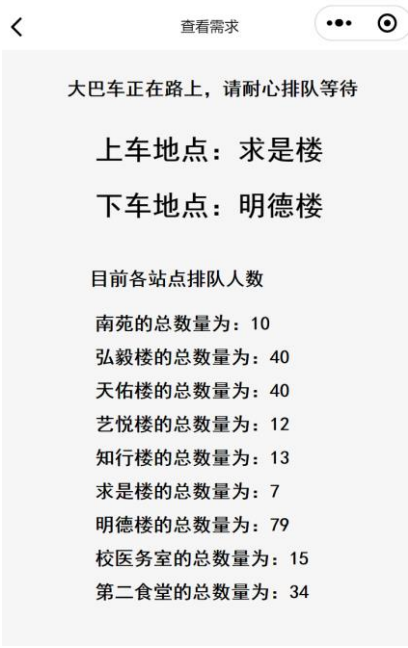 查看需求
大巴车正在路上，请耐心排队等待
上车地点：求是楼
下车地点：明德楼
目前各站点排队人数
南苑的总数量为：10
弘毅楼的总数量为：40
天佑楼的总数量为：40
艺悦楼的总数量为：12
知行楼的总数量为：13
求是楼的总数量为：7
明德楼的总数量为：79
校医务室的总数量为：15
第二食堂的总数量为：34